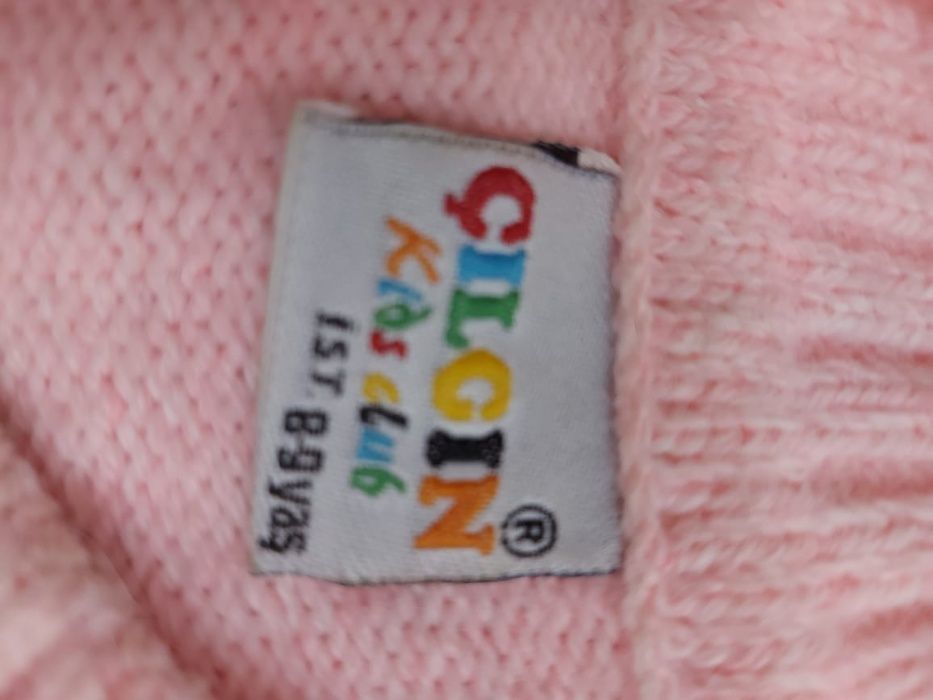 ÇILGIN ®
Kids club
İST. 8-9 yaş